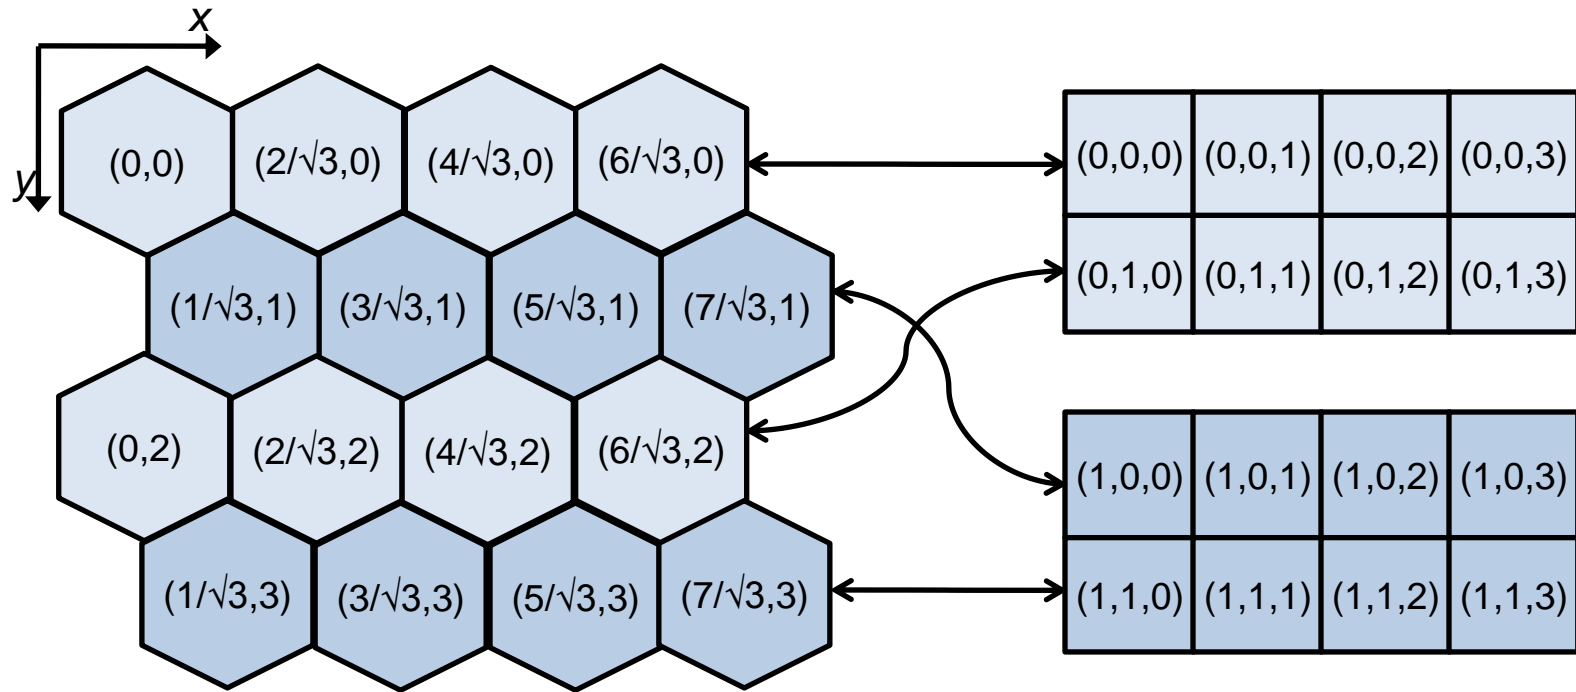 x
y
(0,0) (2/√3,0) (4/√3,0) (6/√3,0)
(1/√3,1) (3/√3,1) (5/√3,1) (7/√3,1)
(0,2) (2/√3,2) (4/√3,2) (6/√3,2)
(1/√3,3) (3/√3,3) (5/√3,3) (7/√3,3)
(0,0,0) (0,0,1) (0,0,2) (0,0,3)
(0,1,0) (0,1,1) (0,1,2) (0,1,3)
(1,0,0) (1,0,1) (1,0,2) (1,0,3)
(1,1,0) (1,1,1) (1,1,2) (1,1,3)